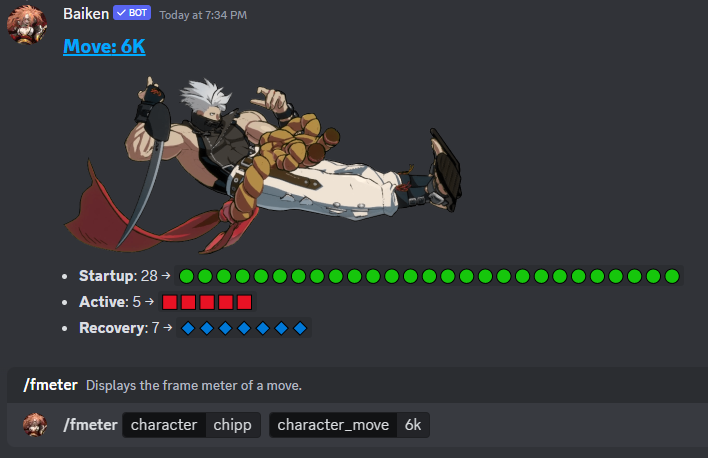 Baiken ✓ BOT Today at 7:34 PM
Move: 6K
• Startup: 28 →
• Active: 5 →
• Recovery: 7 →
/fmeter Displays the frame meter of a move.
/fmeter character chipp character_move 6k